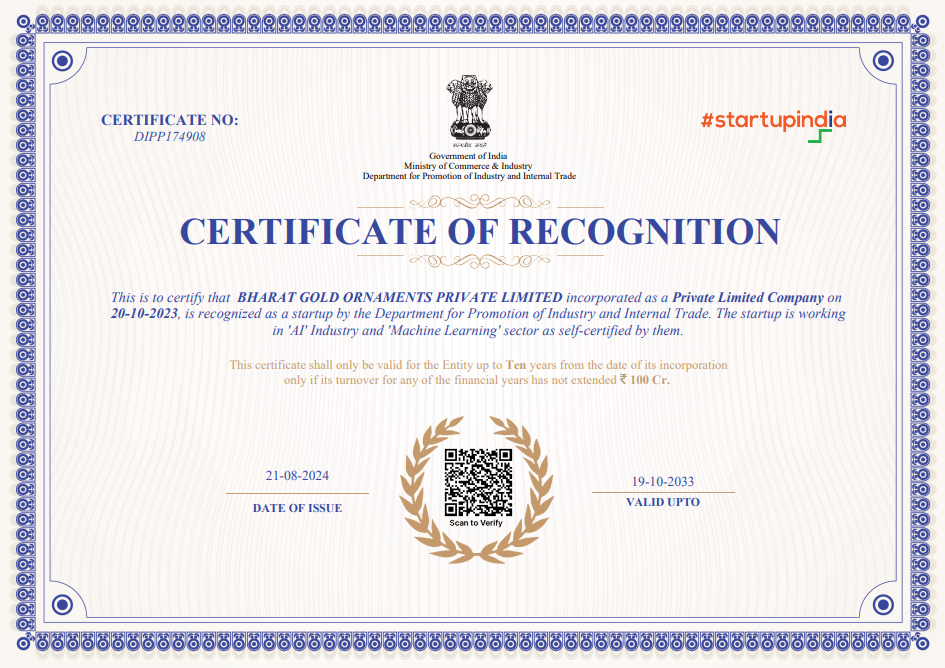 CERTIFICATE NO:
DIPP174908
#startupindia
सत्यमेव जयते
Government of India
Ministry of Commerce & Industry
Department for Promotion of Industry and Internal Trade
CERTIFICATE OF RECOGNITION
This is to certify that BHARAT GOLD ORNAMENTS PRIVATE LIMITED incorporated as a Private Limited Company on
20-10-2023, is recognized as a startup by the Department for Promotion of Industry and Internal Trade. The startup is working
in 'AI' Industry and 'Machine Learning' sector as self-certified by them.
This certificate shall only be valid for the Entity up to Ten years from the date of its incorporation
only if its turnover for any of the financial years has not extended ₹ 100 Cr.
21-08-2024
DATE OF ISSUE
Scan to Verify
19-10-2033
VALID UPTO